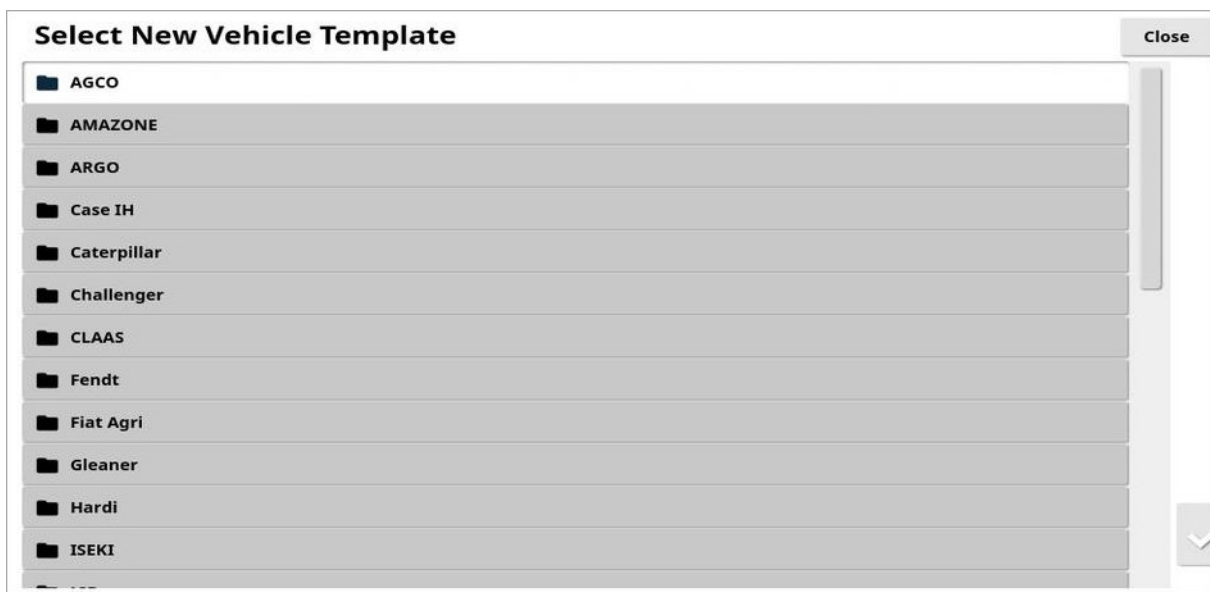 Select New Vehicle Template
Close
AGCO
AMAZONE
ARGO
Case IH
Caterpillar
Challenger
CLAAS
Fendt
Fiat Agri
Gleaner
Hardi
ISEKI